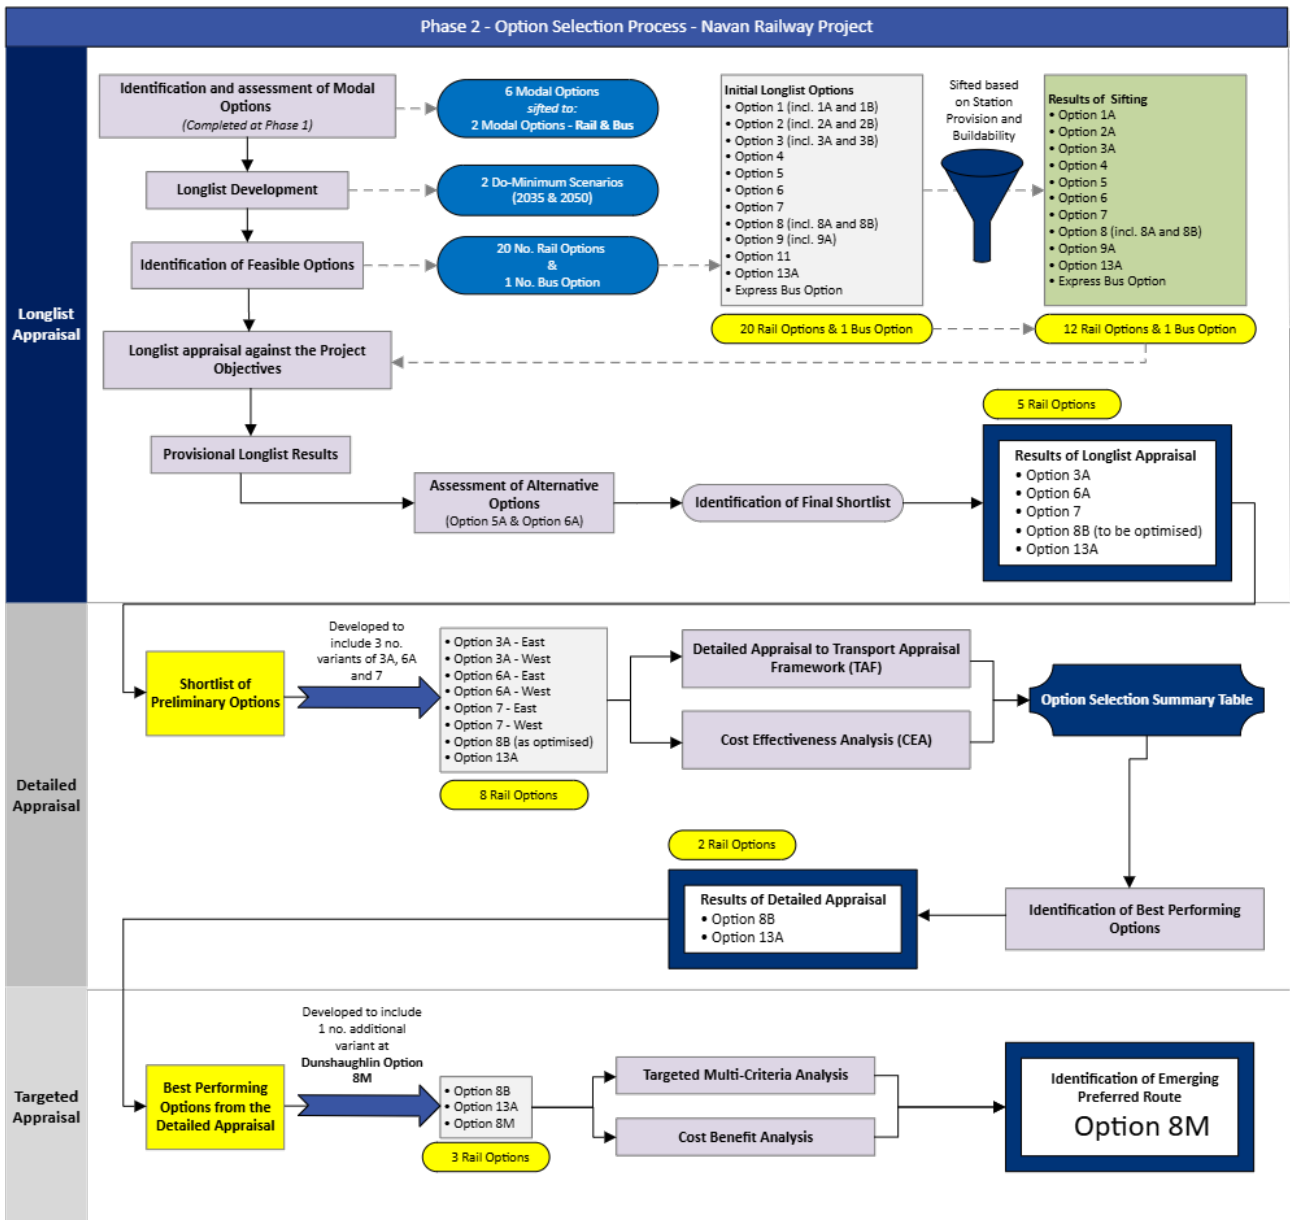 Phase 2 - Option Selection Process - Navan Railway Project
Longlist
Appraisal
Identification and assessment of Modal
Options
(Completed at Phase 1)
6 Modal Options
sifted to:
2 Modal Options - Rail & Bus
Longlist Development
2 Do-Minimum Scenarios
(2035 & 2050)
Identification of Feasible Options
20 No. Rail Options
&
1 No. Bus Option
Initial Longlist Options
• Option 1 (incl. 1A and 1B)
• Option 2 (incl. 2A and 2B)
• Option 3 (incl. 3A and 3B)
• Option 4
• Option 5
• Option 6
• Option 7
• Option 8 (incl. 8A and 8B)
• Option 9 (incl. 9A)
• Option 11
• Option 13A
• Express Bus Option
20 Rail Options & 1 Bus Option
Sifted based
on Station
Provision and
Buildability
Results of Sifting
• Option 1A
• Option 2A
• Option 3A
• Option 4
• Option 5
• Option 6
• Option 7
• Option 8 (incl. 8A and 8B)
• Option 9A
• Option 13A
• Express Bus Option
12 Rail Options & 1 Bus Option
Longlist appraisal against the Project
Objectives
Provisional Longlist Results
Assessment of Alternative
Options
(Option 5A & Option 6A)
Identification of Final Shortlist
5 Rail Options
Results of Longlist Appraisal
• Option 3A
• Option 6A
• Option 7
• Option 8B (to be optimised)
• Option 13A
Detailed
Appraisal
Shortlist of
Preliminary Options
Developed to
include 3 no.
variants of 3A, 6A
and 7
• Option 3A - East
• Option 3A - West
• Option 6A - East
• Option 6A - West
• Option 7 - East
• Option 7 - West
• Option 8B (as optimised)
• Option 13A
8 Rail Options
Detailed Appraisal to Transport Appraisal
Framework (TAF)
Cost Effectiveness Analysis (CEA)
Option Selection Summary Table
Identification of Best Performing
Options
2 Rail Options
Results of Detailed Appraisal
• Option 8B
• Option 13A
Targeted
Appraisal
Best Performing
Options from the
Detailed Appraisal
Developed to include
1 no. additional
variant at
Dunshaughlin Option
8M
• Option 8B
• Option 13A
• Option 8M
3 Rail Options
Targeted Multi-Criteria Analysis
Cost Benefit Analysis
Identification of Emerging
Preferred Route
Option 8M